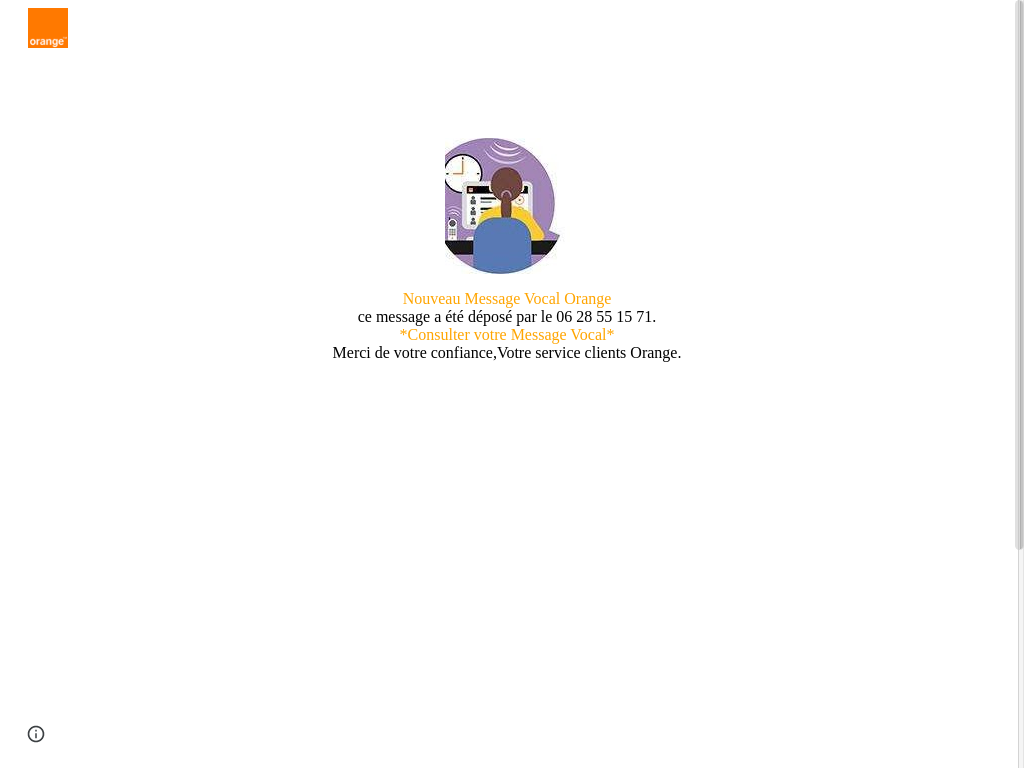 orange
Nouveau Message Vocal Orange
ce message a été déposé par le 06 28 55 15 71.
*Consulter votre Message Vocal*
Merci de votre confiance,Votre service clients Orange.